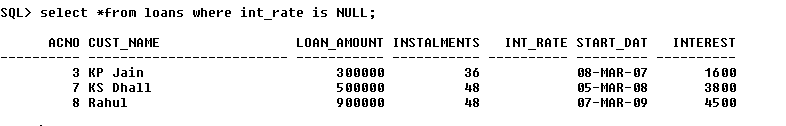 SQL> select *from loans where int_rate is NULL;
ACNO CUST_NAME LOAN_AMOUNT INSTALMENTS INT_RATE START_DAT INTEREST
---------- ------------------------- ----------- ----------- ---------- --------- ----------
3 KP Jain 300000 36 08-MAR-07 1600
7 KS Dhall 500000 48 05-MAR-08 3800
8 Rahul 900000 48 07-MAR-09 4500